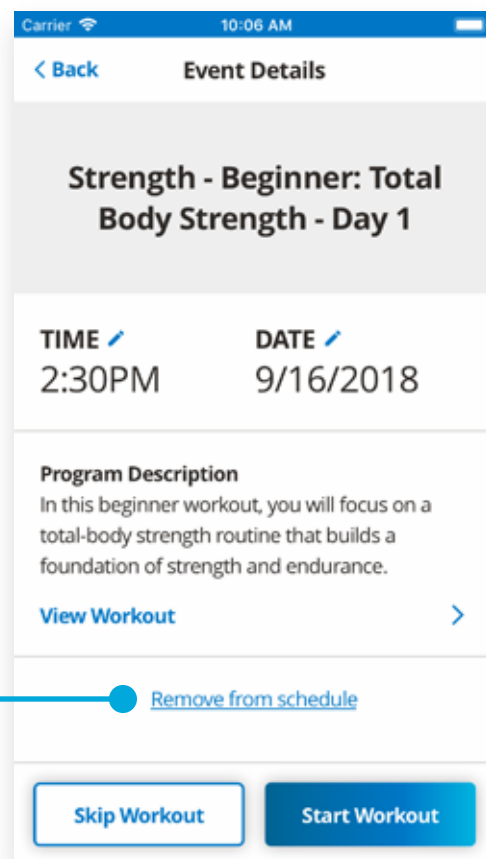 Carrier 10:06 AM
Back Event Details
Strength - Beginner: Total
Body Strength - Day 1
TIME DATE
2:30PM 9/16/2018
Program Description
In this beginner workout, you will focus on a
total-body strength routine that builds a
foundation of strength and endurance.
View Workout
Remove from schedule
Skip Workout Start Workout